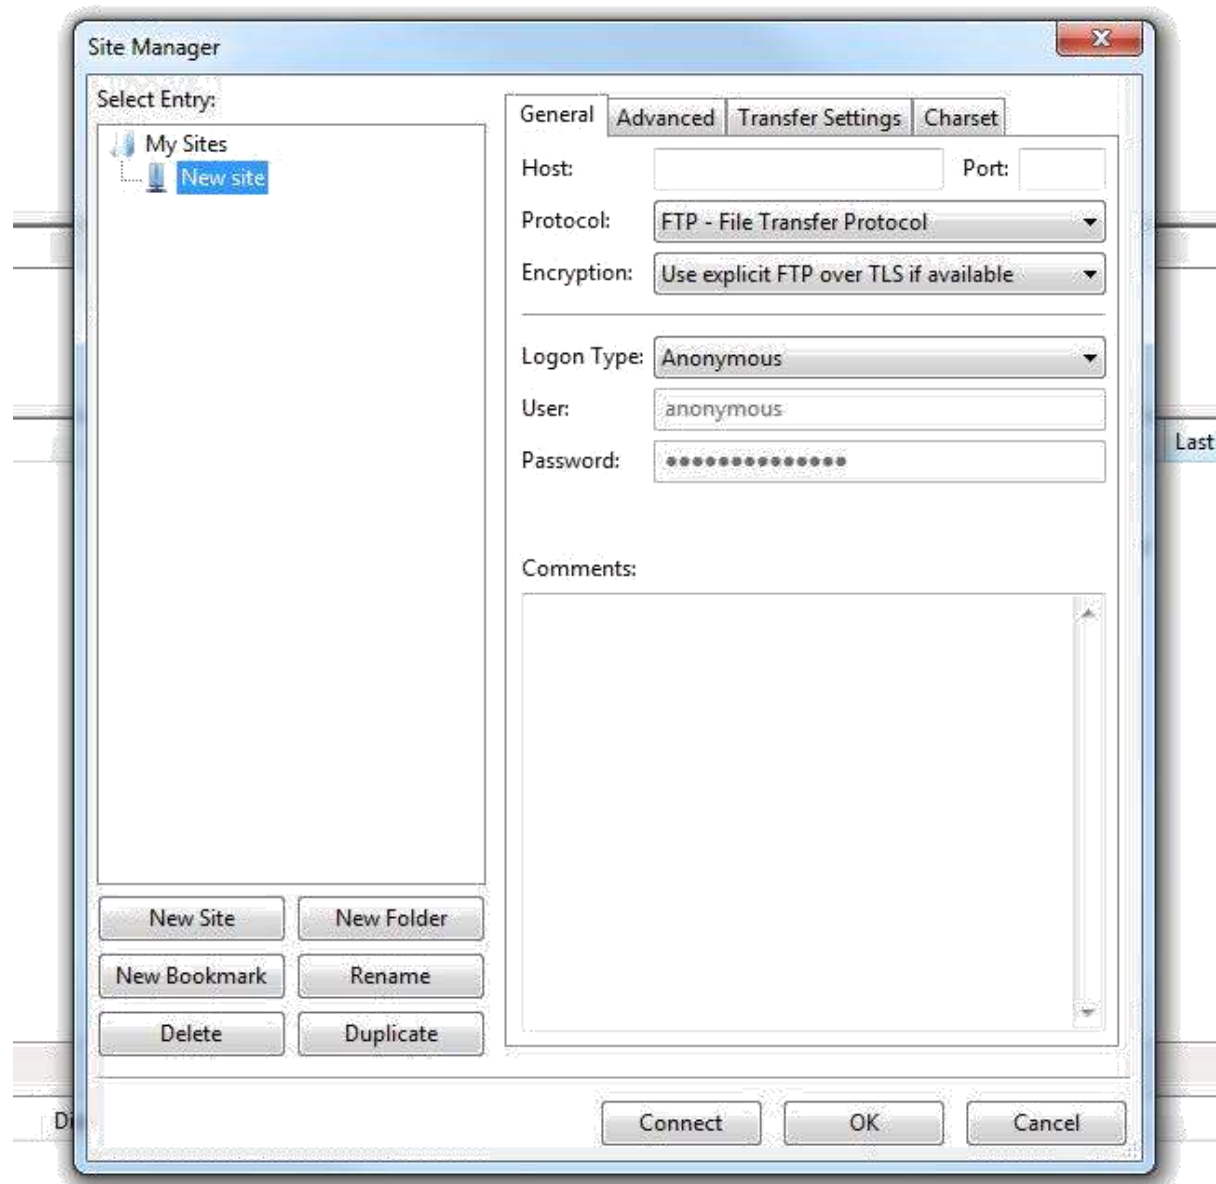 Site Manager
Select Entry:
My Sites
New site
General Advanced Transfer Settings Charset
Host: Port:
Protocol: FTP - File Transfer Protocol
Encryption: Use explicit FTP over TLS if available
Logon Type: Anonymous
User: anonymous
Password: ●●●●●●●●●●●●●●
Last
Comments:
New Site New Folder
New Bookmark Rename
Delete Duplicate
Connect OK Cancel